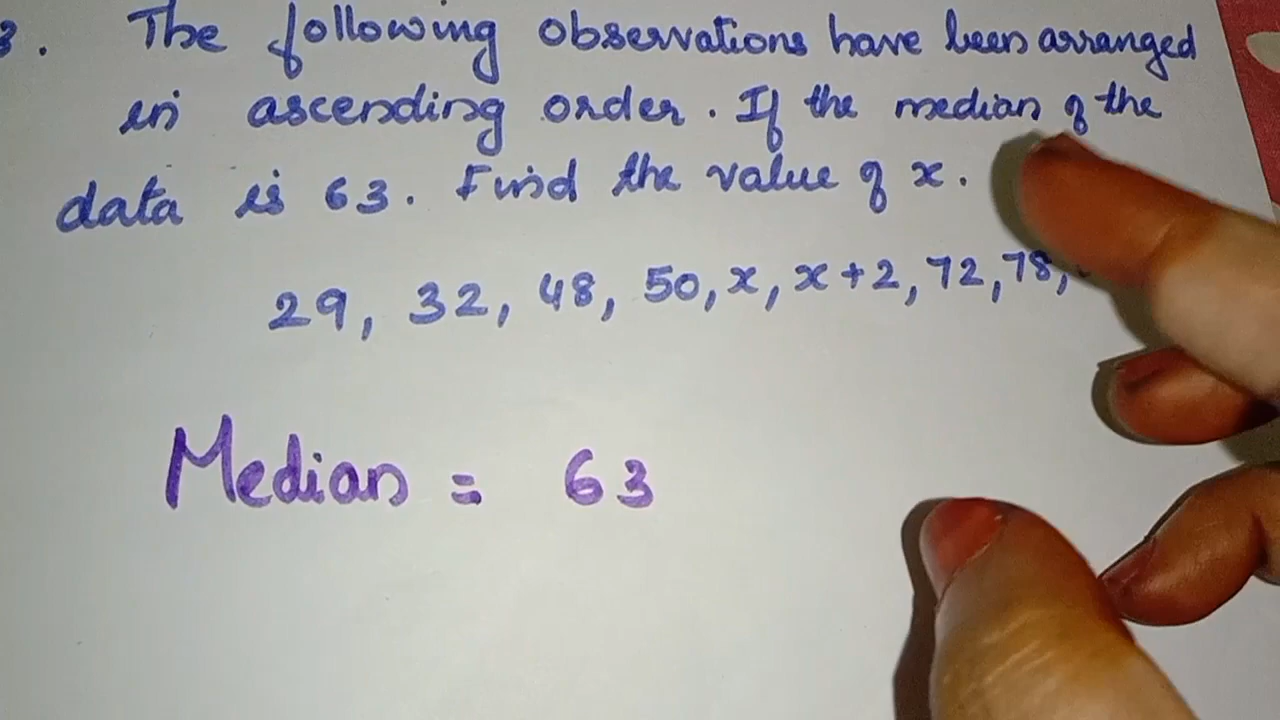 3. The following observations have been arranged
in ascending order. If the median of the
data is 63. Find the value of x.
29, 32, 48, 50, x, x+2, 72, 78,
Median = 63